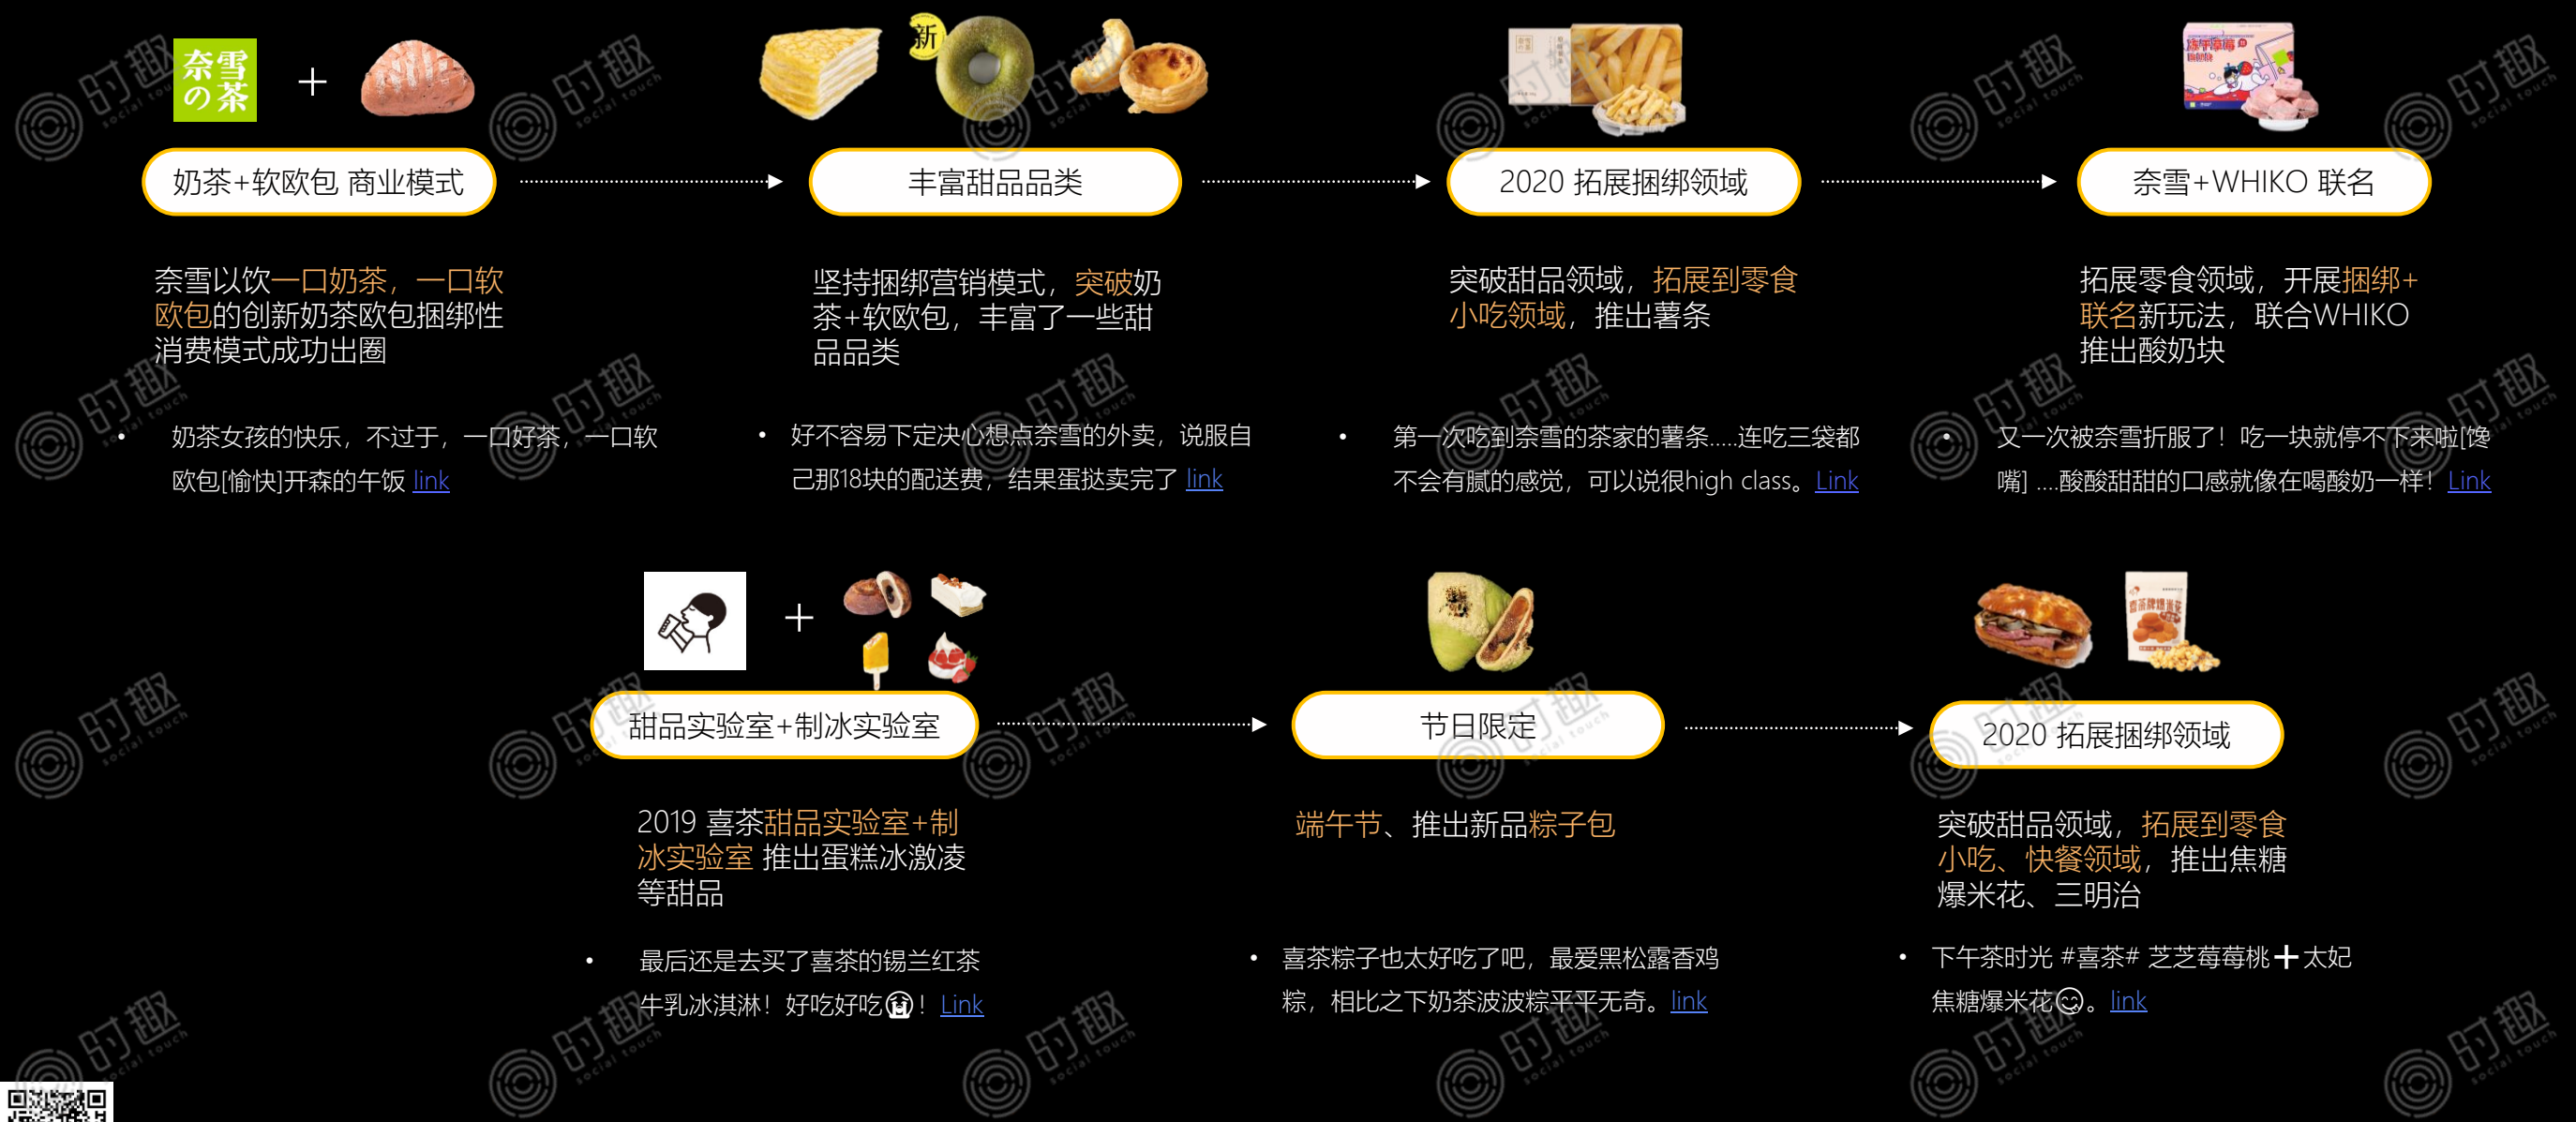 奈雪
の茶
新
奶茶+软欧包 商业模式
丰富甜品品类
2020 拓展捆绑领域
奈雪+WHIKO 联名
奈雪以饮一口奶茶，一口软
欧包的创新奶茶欧包捆绑性
消费模式成功出圈
坚持捆绑营销模式，突破奶
茶+软欧包，丰富了一些甜
品品类
突破甜品领域，拓展到零食
小吃领域，推出薯条
拓展零食领域，开展捆绑+
联名新玩法，联合WHIKO
推出酸奶块
• 奶茶女孩的快乐，不过于，一口好茶，一口软
欧包[愉快]开森的午饭 link
• 好不容易下定决心想点奈雪的外卖，说服自
己那18块的配送费，结果蛋挞卖完了 link
• 第一次吃到奈雪的茶家的薯条.....连吃三袋都
不会有腻的感觉，可以说很high class。Link
• 又一次被奈雪折服了！吃一块就停不下来啦[馋
嘴] ....酸酸甜甜的口感就像在喝酸奶一样！Link
喜茶牌爆米花
甜品实验室+制冰实验室
节日限定
2020 拓展捆绑领域
2019 喜茶甜品实验室+制
冰实验室 推出蛋糕冰激凌
等甜品
端午节、推出新品粽子包
突破甜品领域，拓展到零食
小吃、快餐领域，推出焦糖
爆米花、三明治
• 最后还是去买了喜茶的锡兰红茶
牛乳冰淇淋！好吃好吃😭！Link
• 喜茶粽子也太好吃了吧，最爱黑松露香鸡
粽，相比之下奶茶波波粽平平无奇。link
• 下午茶时光 #喜茶# 芝芝莓莓桃➕太妃
焦糖爆米花😋。link
时趣
social touch